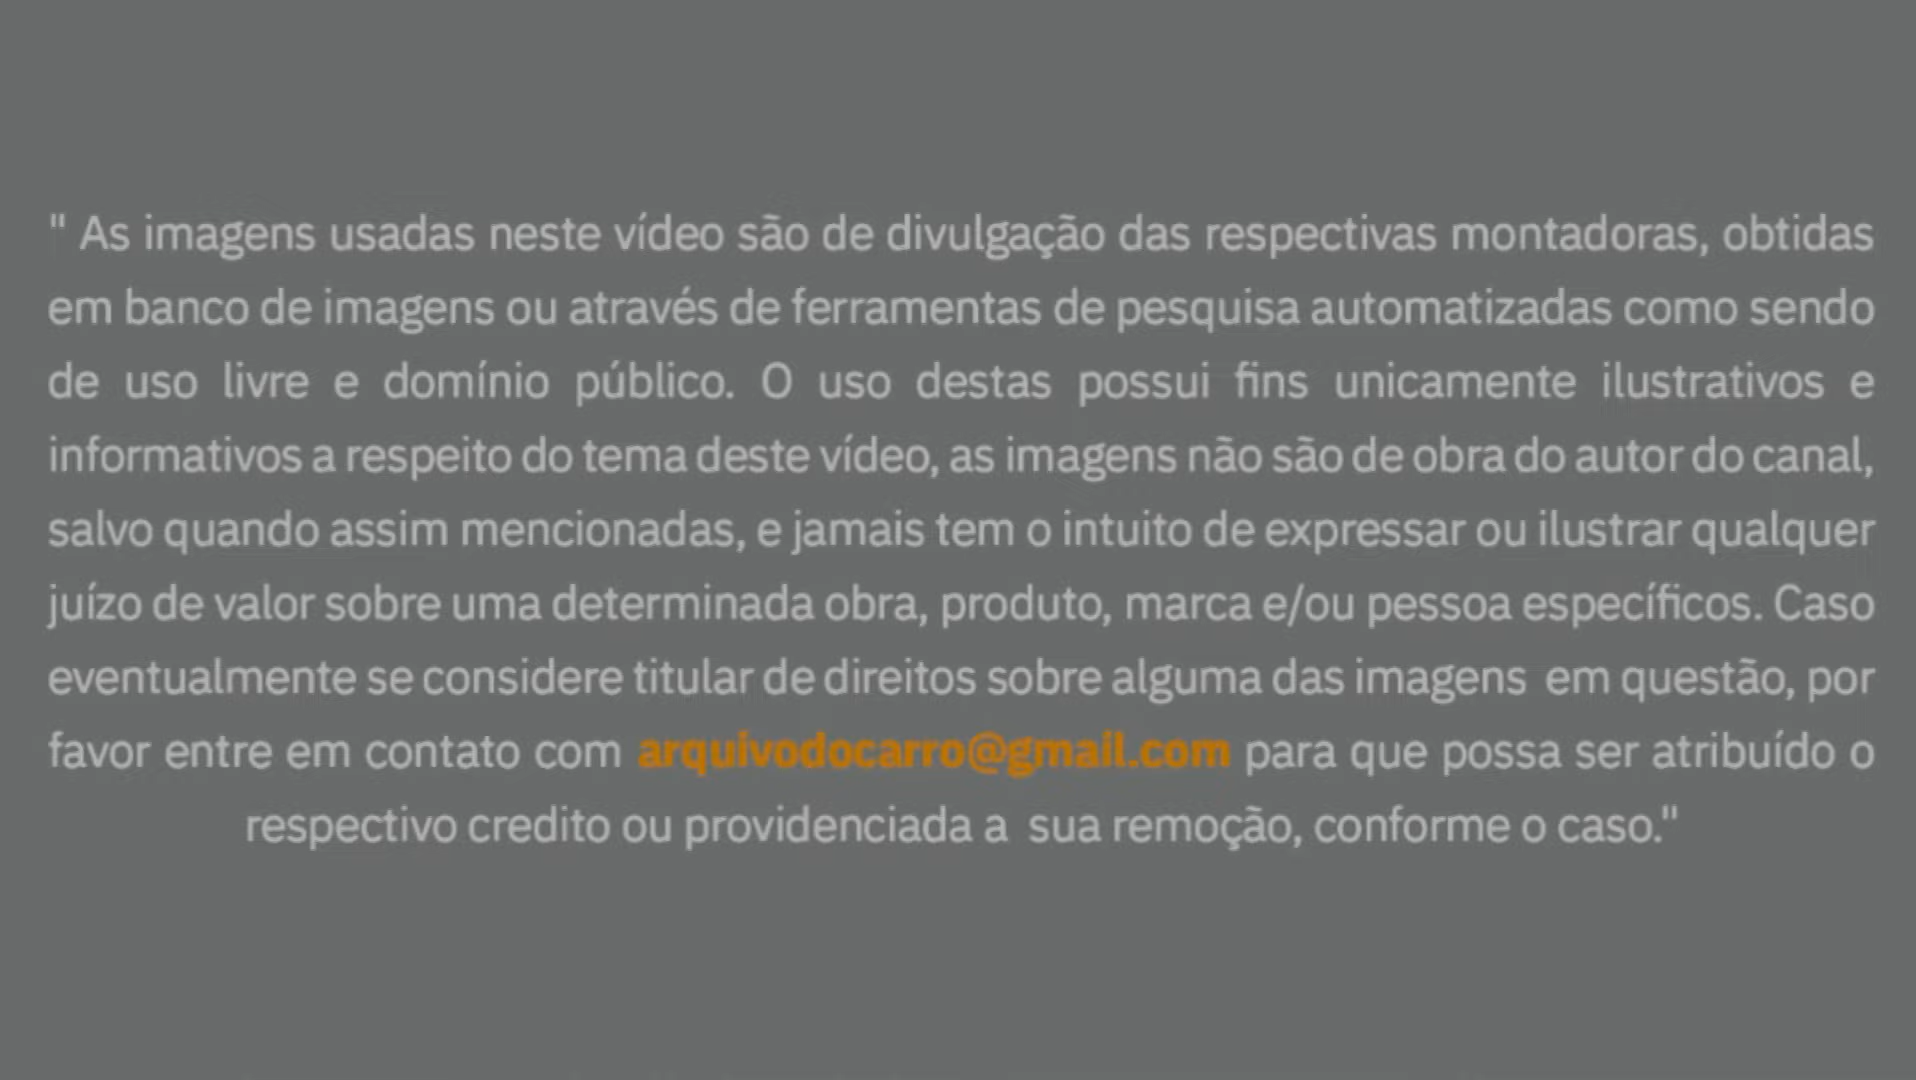 " As imagens usadas neste vídeo são de divulgação das respectivas montadoras, obtidas
em banco de imagens ou através de ferramentas de pesquisa automatizadas como sendo
de uso livre e domínio público. O uso destas possui fins unicamente ilustrativos e
informativos a respeito do tema deste vídeo, as imagens não são de obra do autor do canal,
salvo quando assim mencionadas, e jamais tem o intuito de expressar ou ilustrar qualquer
juízo de valor sobre uma determinada obra, produto, marca e/ou pessoa específicos. Caso
eventualmente se considere titular de direitos sobre alguma das imagens em questão, por
favor entre em contato com arquivodocarro@gmail.com para que possa ser atribuído o
respectivo credito ou providenciada a sua remoção, conforme o caso."